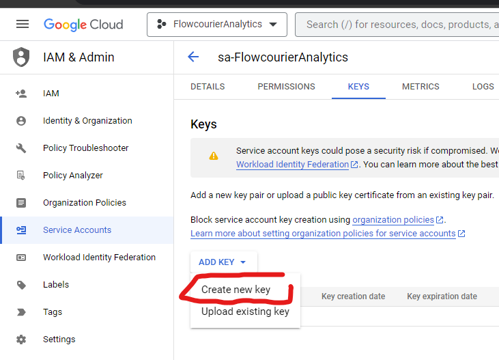 Google Cloud
FlowcourierAnalytics
Search (/) for resources, docs, products, a
IAM & Admin
sa-FlowcourierAnalytics
DETAILS
PERMISSIONS
KEYS
METRICS
LOGS
IAM
Identity & Organization
Policy Troubleshooter
Policy Analyzer
Organization Policies
Service Accounts
Workload Identity Federation
Labels
Tags
Settings
Keys
Service account keys could pose a security risk if compromised. We
Workload Identity Federation. You can learn more about the best
Add a new key pair or upload a public key certificate from an existing key pair.
Block service account key creation using organization policies.
Learn more about setting organization policies for service accounts
ADD KEY
Create new key
Upload existing key
Key creation date
Key expiration date